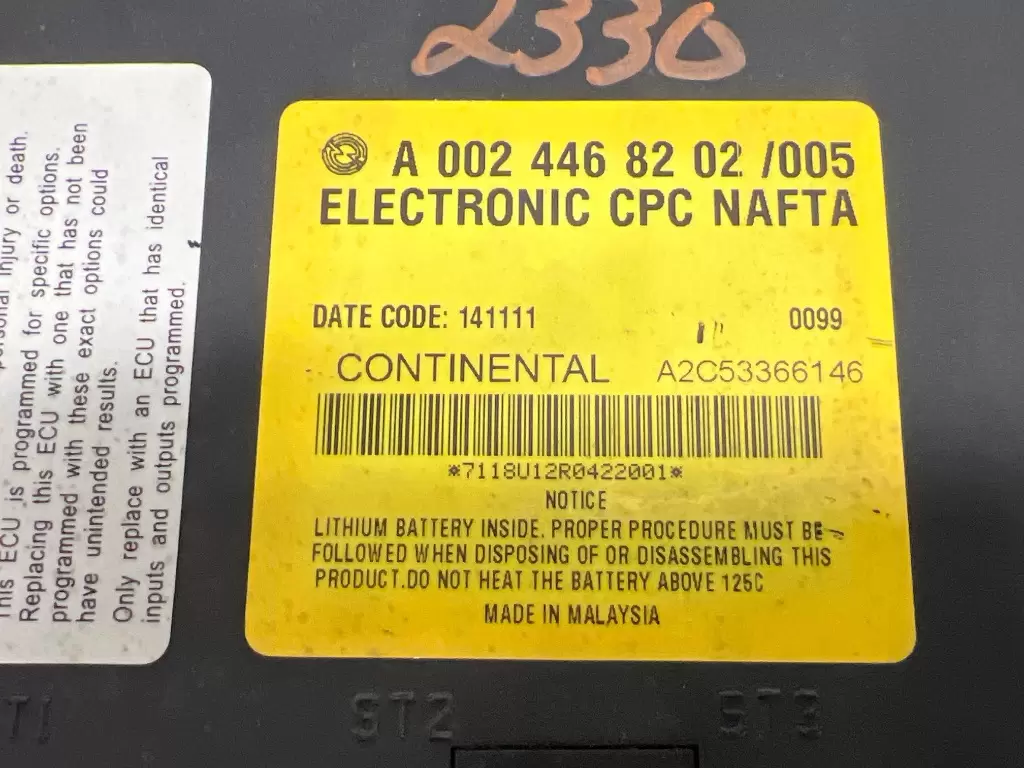 2330
A 002 446 82 02 /005
ELECTRONIC CPC NAFTA
DATE CODE: 141111 0099
CONTINENTAL A2C53366146
*7118U12R0422001*
NOTICE
LITHIUM BATTERY INSIDE. PROPER PROCEDURE MUST BE
FOLLOWED WHEN DISPOSING OF OR DISASSEMBLING THIS
PRODUCT.DO NOT HEAT THE BATTERY ABOVE 125C
MADE IN MALAYSIA
injury or death.
This ECU is programmed for specific options.
Replacing this ECU with one that has not been
programmed with these exact options could
have unintended results.
Only replace with an ECU that has identical
inputs and outputs programmed.
ST2
ST3